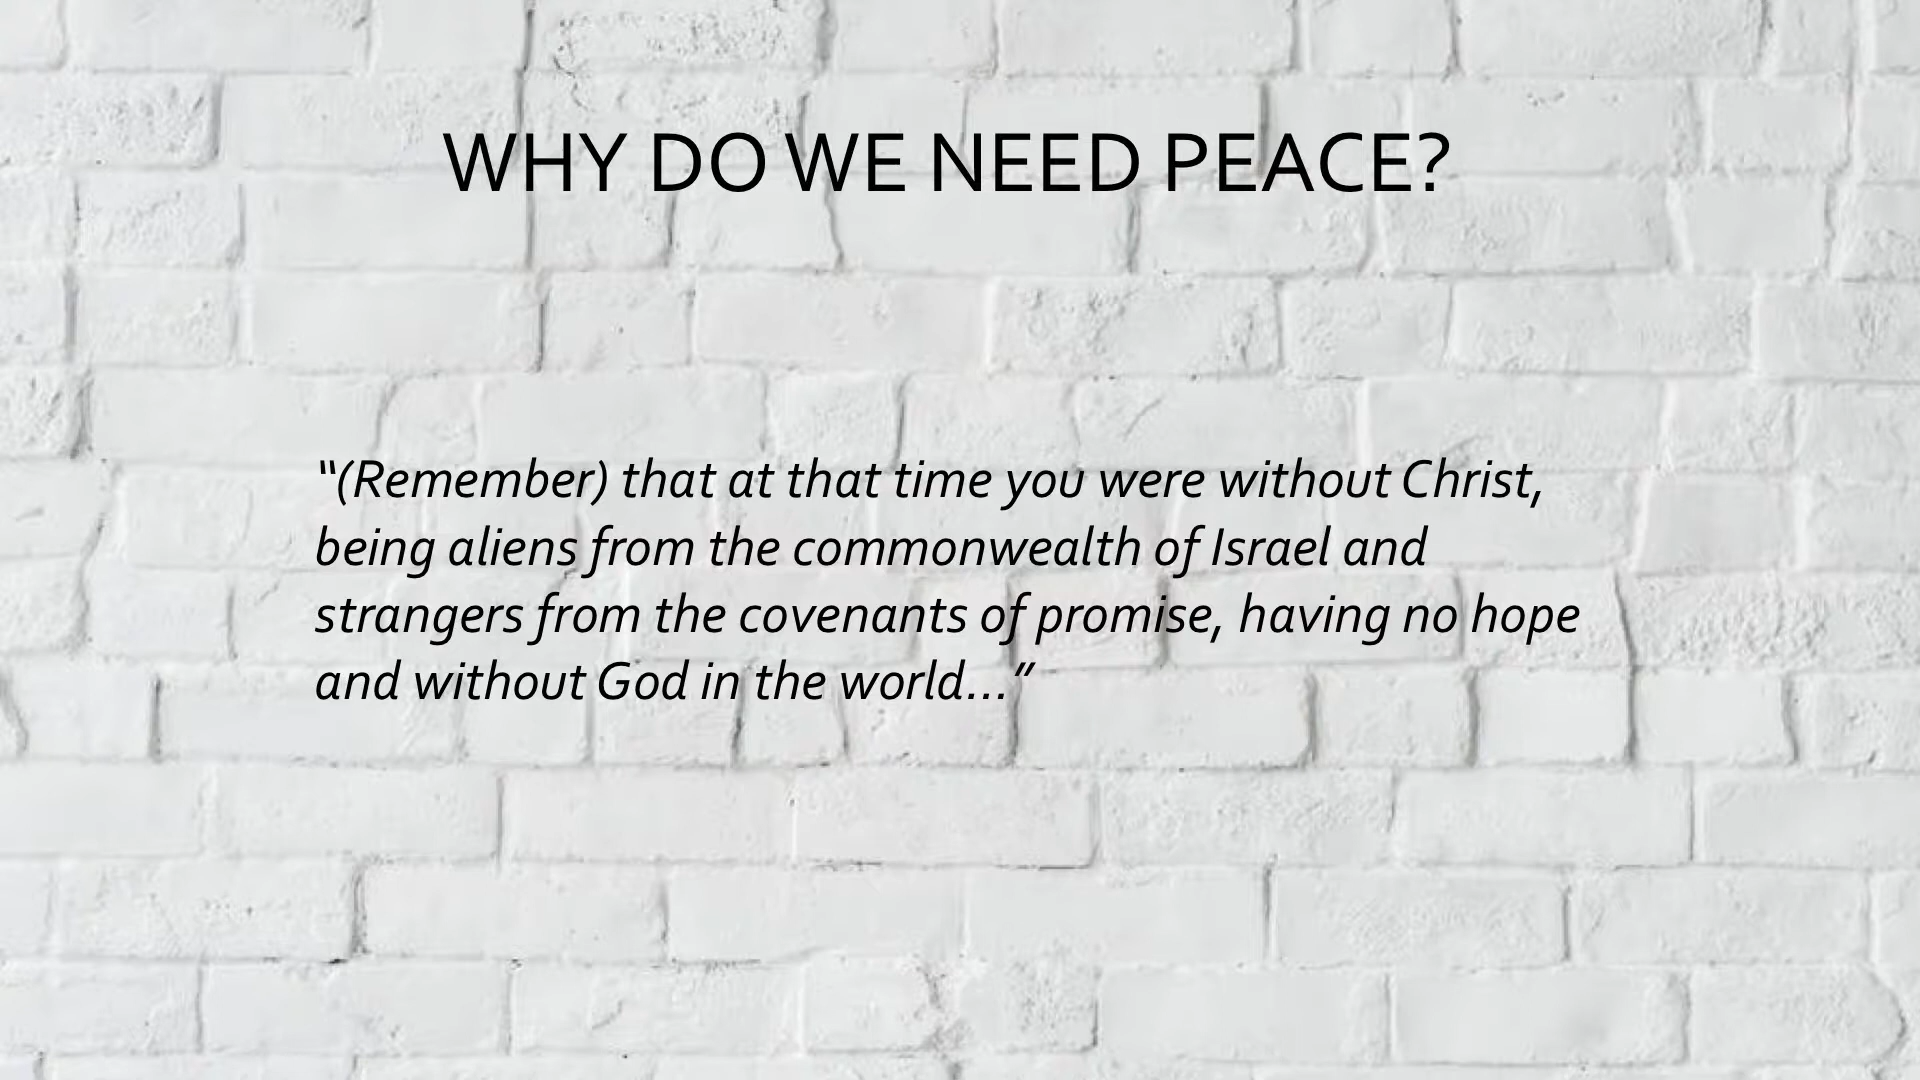 WHY DO WE NEED PEACE?
“(Remember) that at that time you were without Christ,
being aliens from the commonwealth of Israel and
strangers from the covenants of promise, having no hope
and without God in the world…”